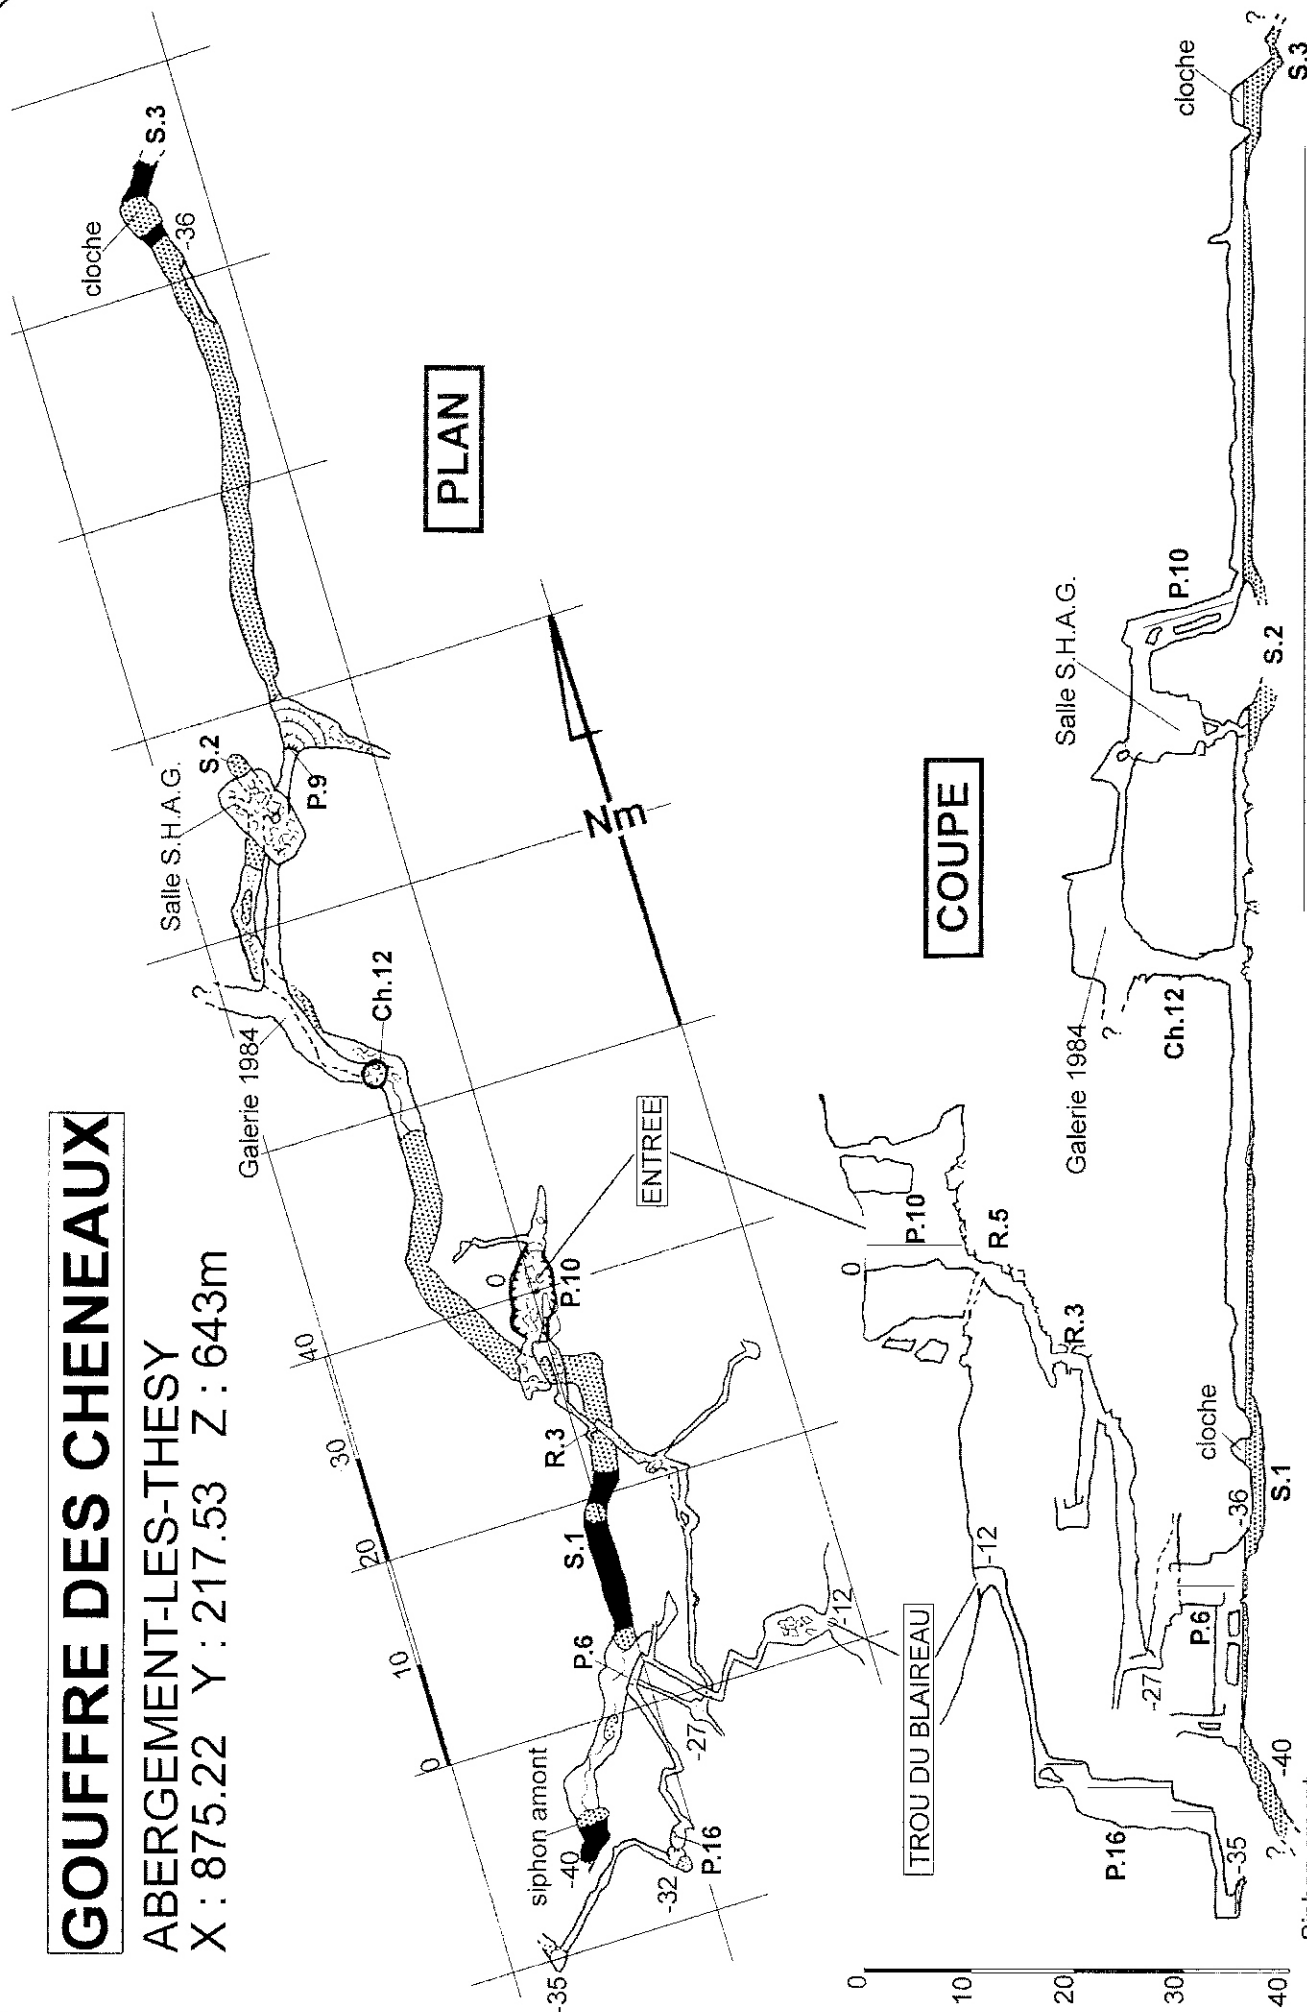 GOUFFRE DES CHENEAUX
ABERGEMENT-LES-THESY
X : 875.22 Y : 217.53 Z : 643m
PLAN
0
10
20
30
40
-35
siphon amont
-40
-32
P.16
-27
P.6
S.1
R.3
-12
P.10
0
ENTREE
Galerie 1984
?
Ch.12
Salle S.H.A.G.
S.2
P.9
Nm
cloche
-36
S.3
COUPE
0
10
20
30
40
TROU DU BLAIREAU
-12
P.16
-35
?
-40
-27
P.6
-36
S.1
cloche
R.3
R.5
P.10
0
Galerie 1984
?
Ch.12
Salle S.H.A.G.
S.2
P.10
cloche
?
S.3